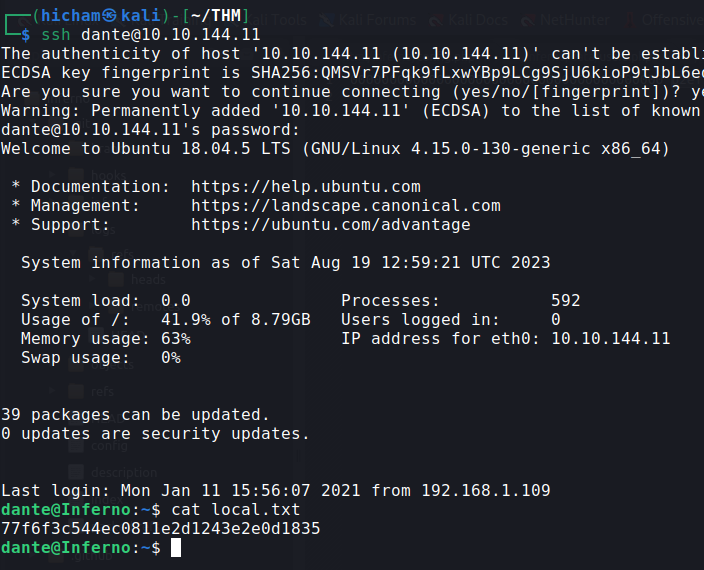 (hicham㉿kali)-[~/THM]
$ ssh dante@10.10.144.11
The authenticity of host '10.10.144.11 (10.10.144.11)' can't be establi
ECDSA key fingerprint is SHA256:QMSVr7PFqk9fLxwYBp9LCg9SjU6kioP9tJbL6eo
Are you sure you want to continue connecting (yes/no/[fingerprint])? ye
Warning: Permanently added '10.10.144.11' (ECDSA) to the list of known
dante@10.10.144.11's password:
Welcome to Ubuntu 18.04.5 LTS (GNU/Linux 4.15.0-130-generic x86_64)
* Documentation:  https://help.ubuntu.com
* Management:     https://landscape.canonical.com
* Support:        https://ubuntu.com/advantage
System information as of Sat Aug 19 12:59:21 UTC 2023
System load:  0.0               Processes:           592
Usage of /:   41.9% of 8.79GB   Users logged in:     0
Memory usage: 63%               IP address for eth0: 10.10.144.11
Swap usage:   0%
39 packages can be updated.
0 updates are security updates.
Last login: Mon Jan 11 15:56:07 2021 from 192.168.1.109
dante@Inferno:~$ cat local.txt
77f6f3c544ec0811e2d1243e2e0d1835
dante@Inferno:~$